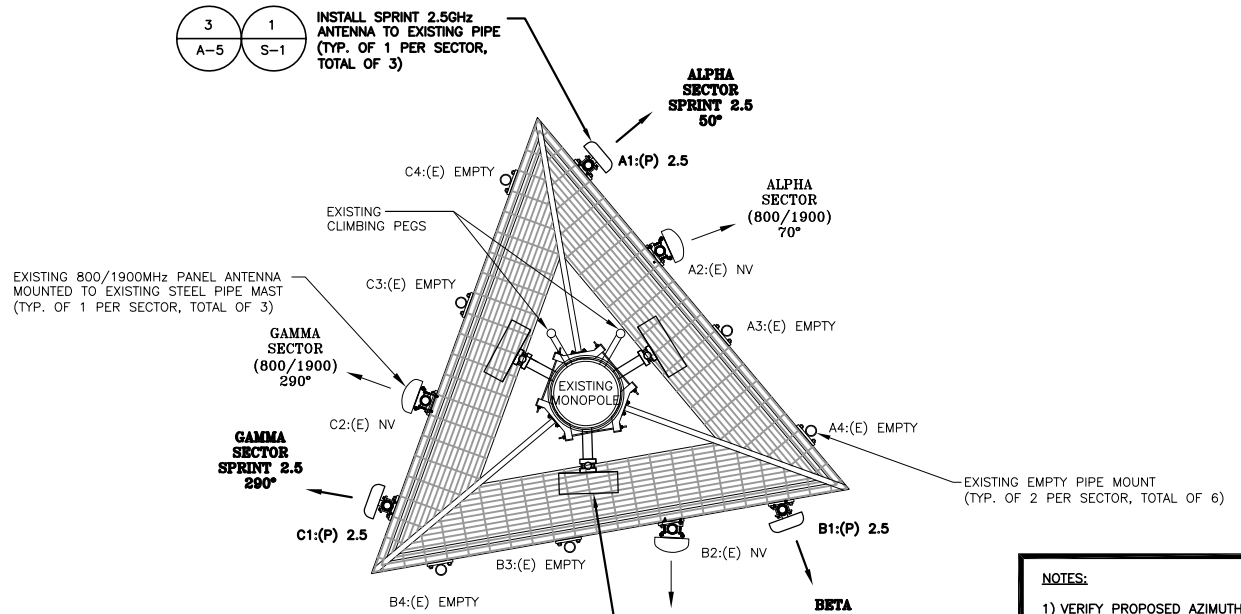 3
A-5
1
S-1
INSTALL SPRINT 2.5GHz
ANTENNA TO EXISTING PIPE
(TYP. OF 1 PER SECTOR,
TOTAL OF 3)
ALPHA
SECTOR
SPRINT 2.5
50°
A1:(P) 2.5
C4:(E) EMPTY
ALPHA
SECTOR
(800/1900)
70°
EXISTING
CLIMBING PEGS
A2:(E) NV
EXISTING 800/1900MHz PANEL ANTENNA
MOUNTED TO EXISTING STEEL PIPE MAST
(TYP. OF 1 PER SECTOR, TOTAL OF 3)
C3:(E) EMPTY
A3:(E) EMPTY
GAMMA
SECTOR
(800/1900)
290°
EXISTING
MONOPOLE
C2:(E) NV
A4:(E) EMPTY
GAMMA
SECTOR
SPRINT 2.5
290°
EXISTING EMPTY PIPE MOUNT
(TYP. OF 2 PER SECTOR, TOTAL OF 6)
C1:(P) 2.5
B1:(P) 2.5
B2:(E) NV
B3:(E) EMPTY
B4:(E) EMPTY
BETA
NOTES:
1) VERIFY PROPOSED AZIMUTH